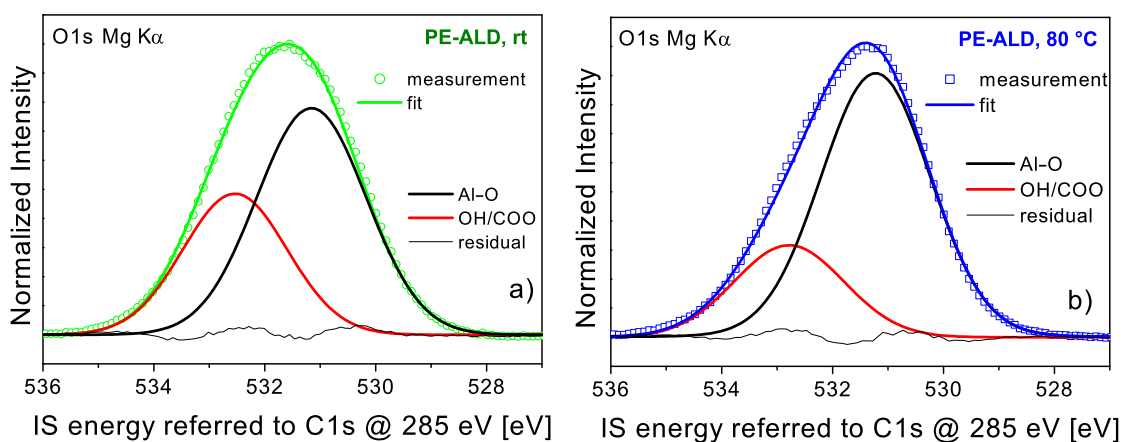 O1s Mg Kα
PE-ALD, rt
measurement
fit
Al–O
OH/COO
residual
a)
Normalized Intensity
536 534 532 530 528
IS energy referred to C1s @ 285 eV [eV]
O1s Mg Kα
PE-ALD, 80 °C
measurement
fit
Al–O
OH/COO
residual
b)
Normalized Intensity
536 534 532 530 528
IS energy referred to C1s @ 285 eV [eV]